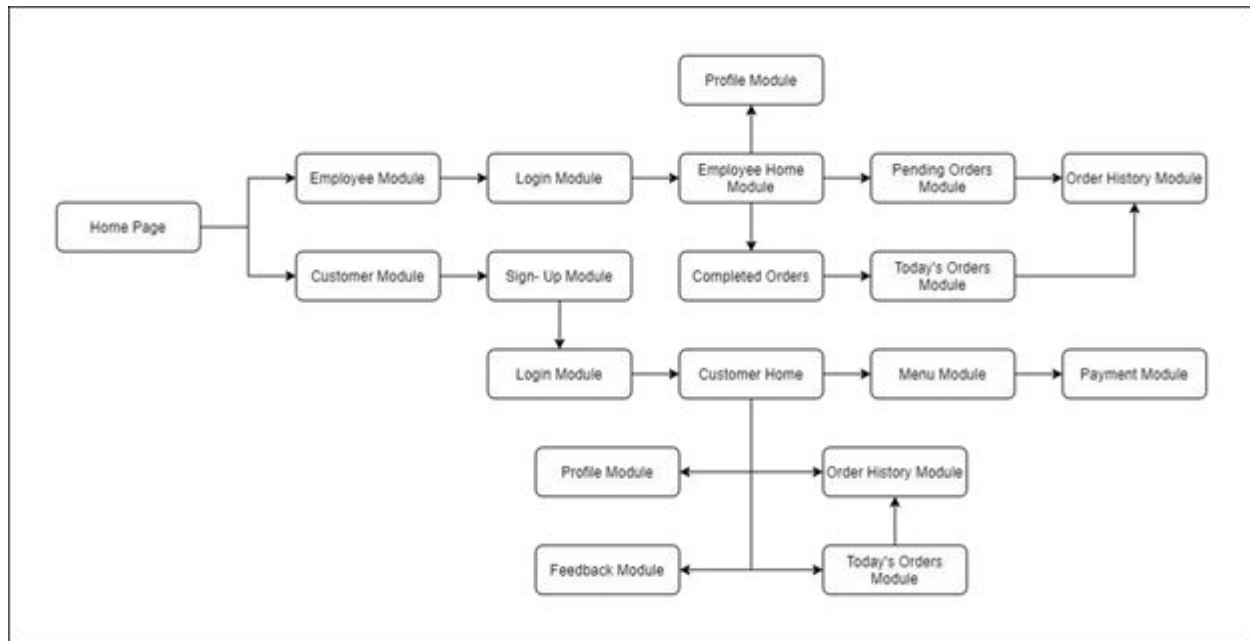 Profile Module
Employee Module
Login Module
Employee Home
Module
Pending Orders
Module
Order History Module
Home Page
Customer Module
Sign- Up Module
Completed Orders
Today's Orders
Module
Login Module
Customer Home
Menu Module
Payment Module
Profile Module
Order History Module
Feedback Module
Today's Orders
Module